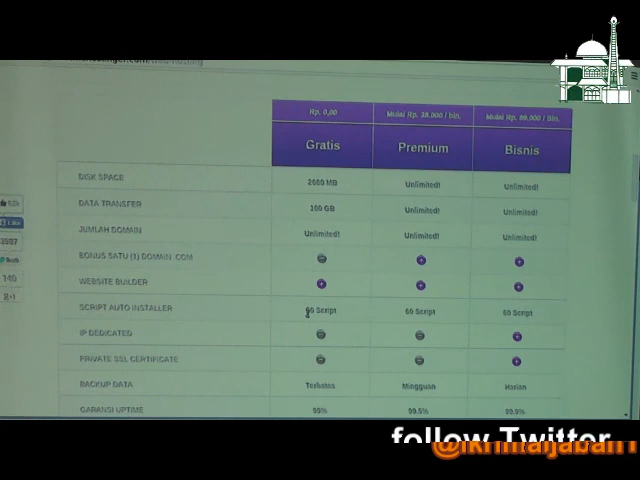 Rp. 0,00 Mulai Rp. 38.000 / bln. Mulai Rp. 89.000 / Bln.
Gratis Premium Bisnis
DISK SPACE 2000 MB Unlimited! Unlimited!
DATA TRANSFER 100 GB Unlimited! Unlimited!
JUMLAH DOMAIN Unlimited! Unlimited! Unlimited!
BONUS SATU (1) DOMAIN .COM
WEBSITE BUILDER
SCRIPT AUTO INSTALLER 60 Script 60 Script 60 Script
IP DEDICATED
PRIVATE SSL CERTIFICATE
BACKUP DATA Terbatas Mingguan Harian
GARANSI UPTIME 99% 99.5% 99.9%
Like
3507
140
g+1
follow Twitter